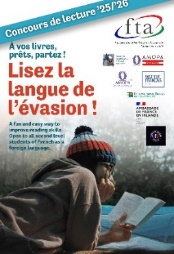 Concours de lecture '25/'26
fta
À vos livres,
prêts, partez !
Lisez la
langue de
l'évasion !
A fun and easy way to
improve reading skills.
Open to all second level
students of French as a
foreign language.
AMOPA
AMBASSADE
DE FRANCE
EN IRLANDE